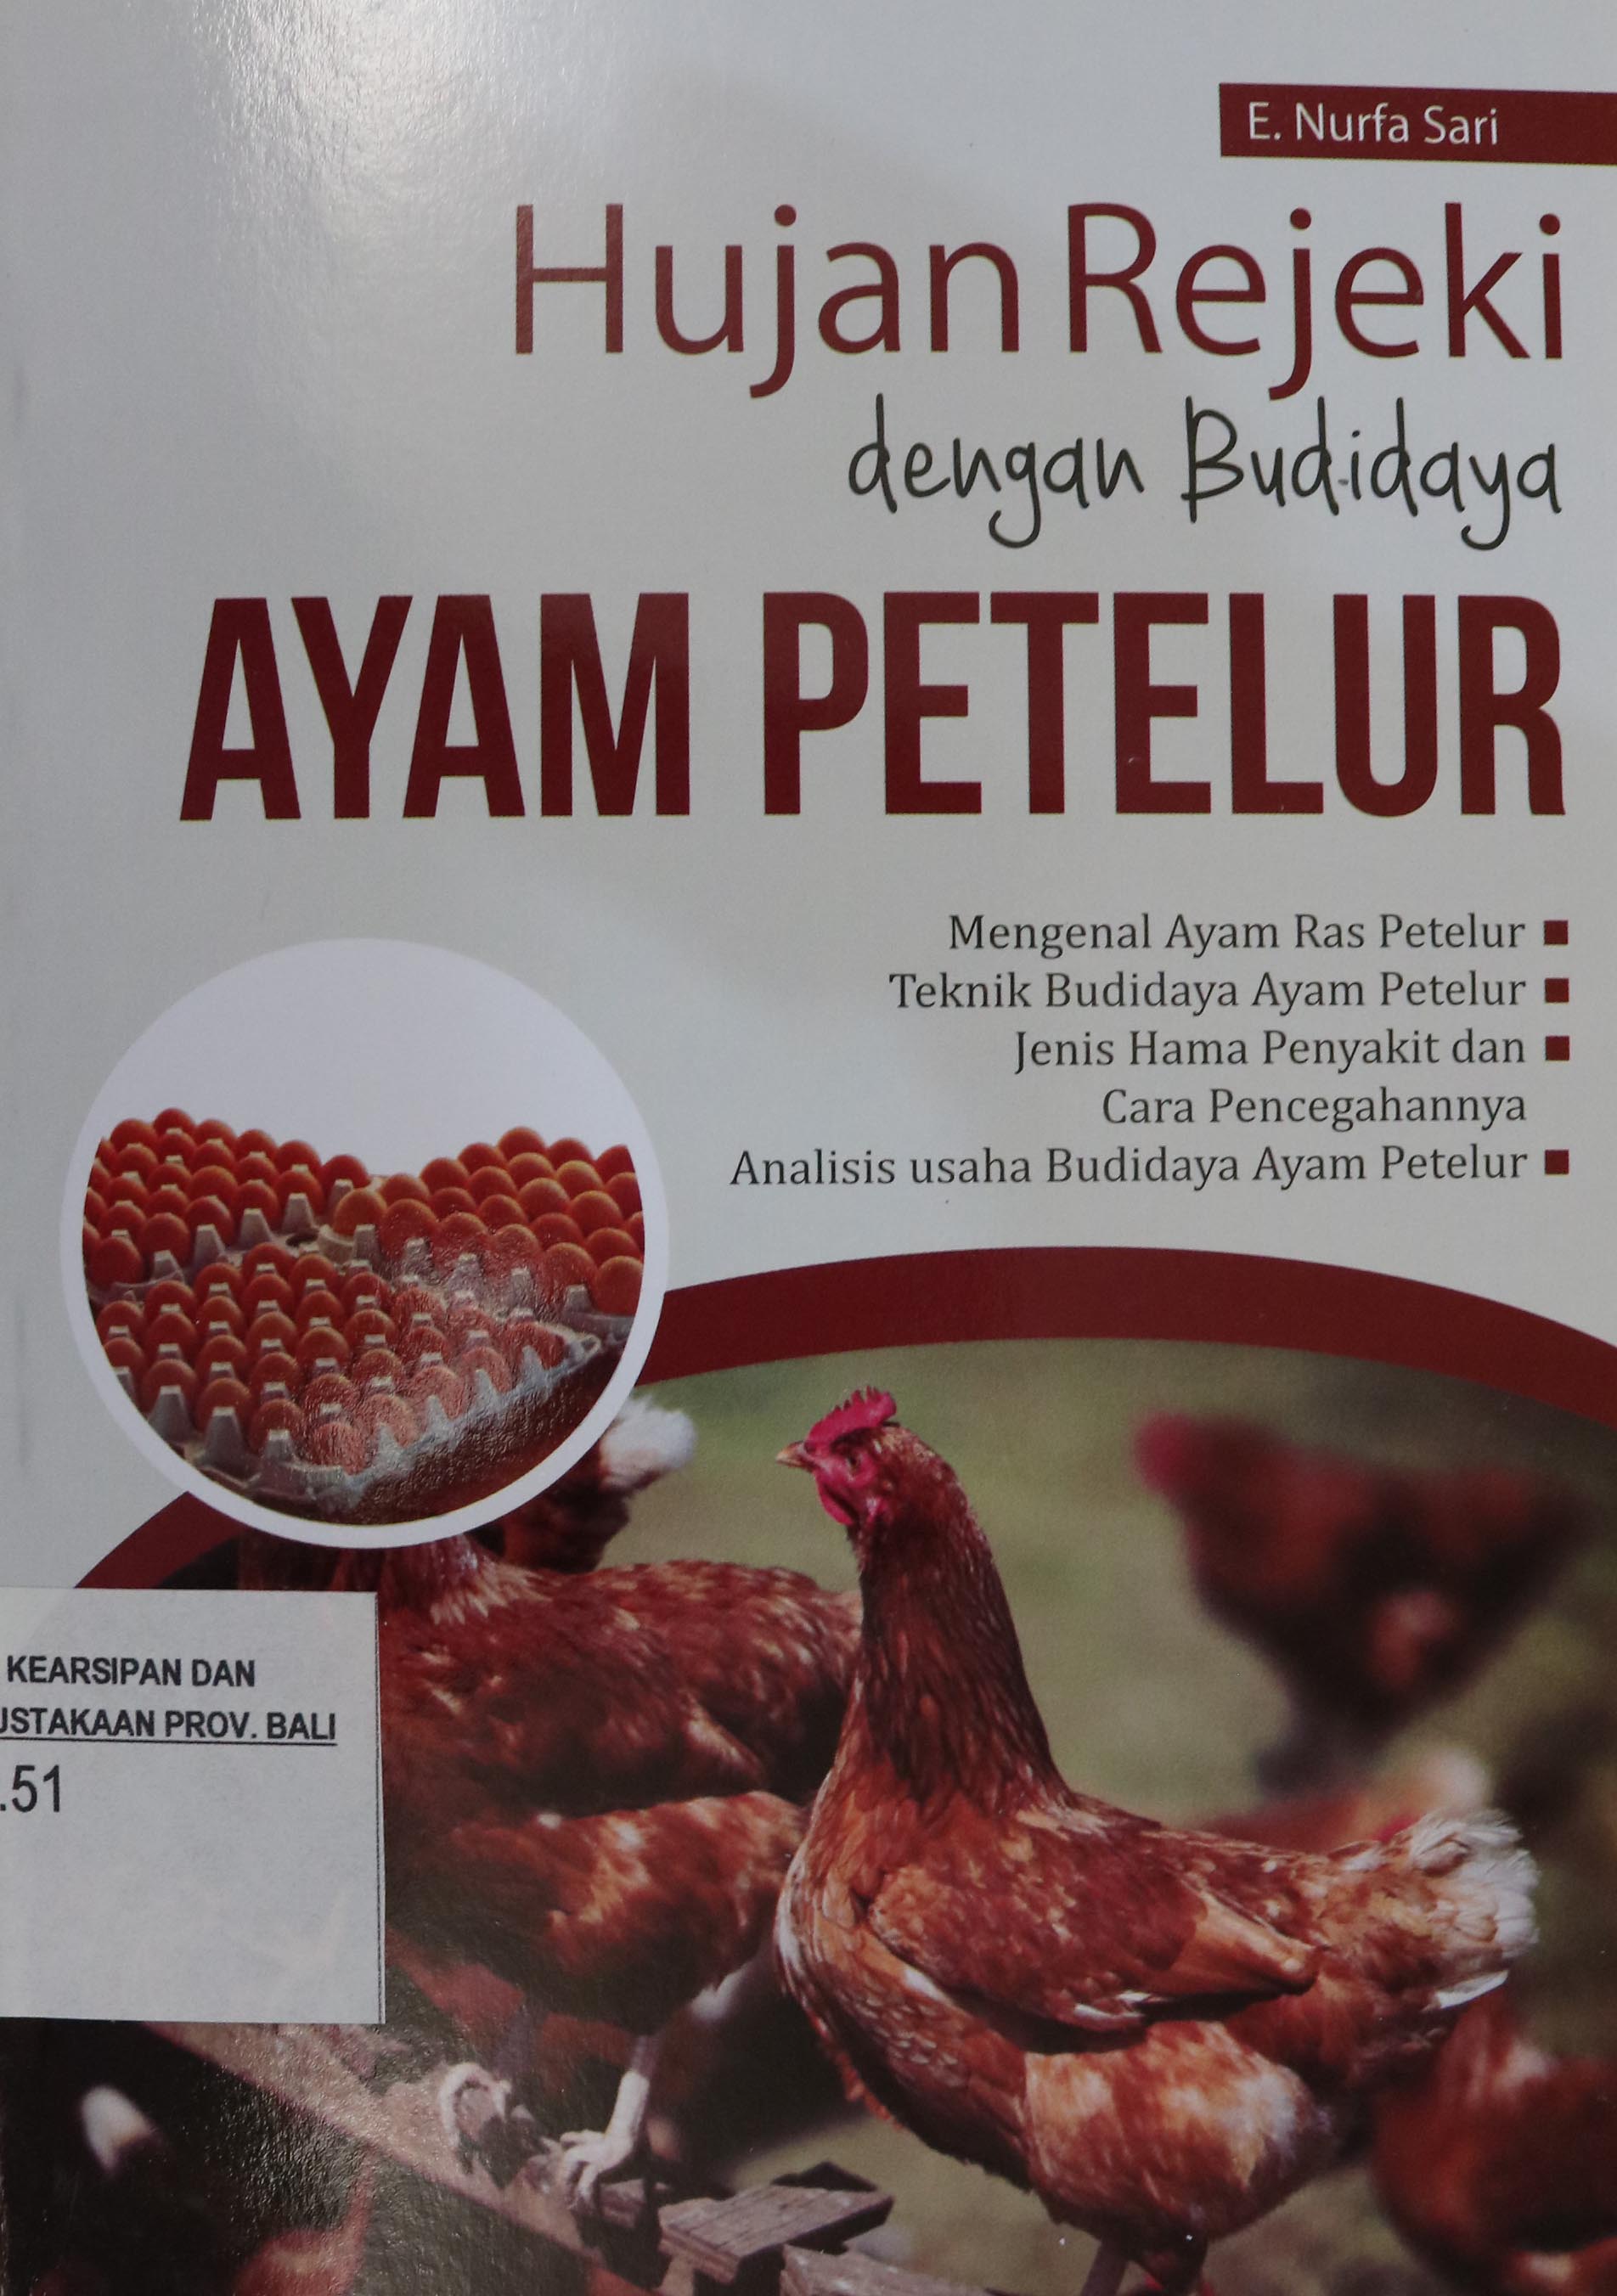 E. Nurfa Sari
Hujan Rejeki
dengan Budidaya
AYAM PETELUR
Mengenal Ayam Ras Petelur
Teknik Budidaya Ayam Petelur
Jenis Hama Penyakit dan
Cara Pencegahannya
Analisis usaha Budidaya Ayam Petelur
KEARSIPAN DAN
USTAKAAN PROV. BALI
.51